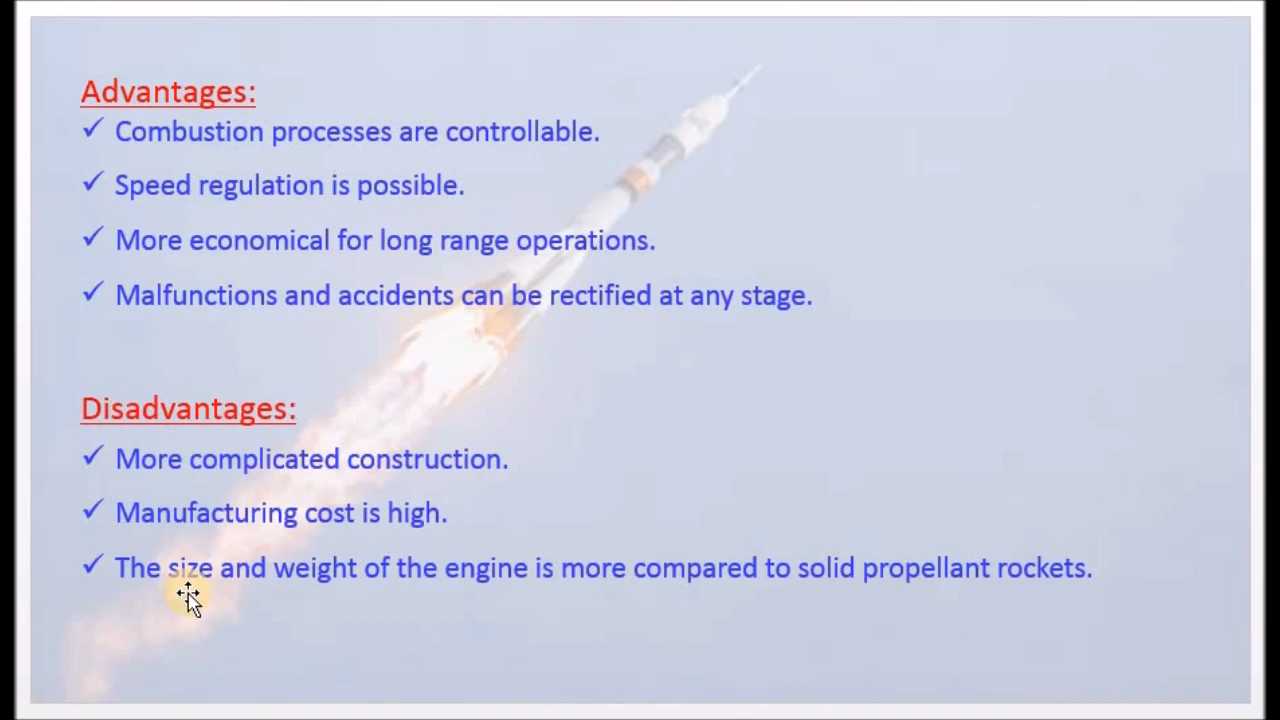 Advantages:
✓ Combustion processes are controllable.
✓ Speed regulation is possible.
✓ More economical for long range operations.
✓ Malfunctions and accidents can be rectified at any stage.
Disadvantages:
✓ More complicated construction.
✓ Manufacturing cost is high.
✓ The size and weight of the engine is more compared to solid propellant rockets.